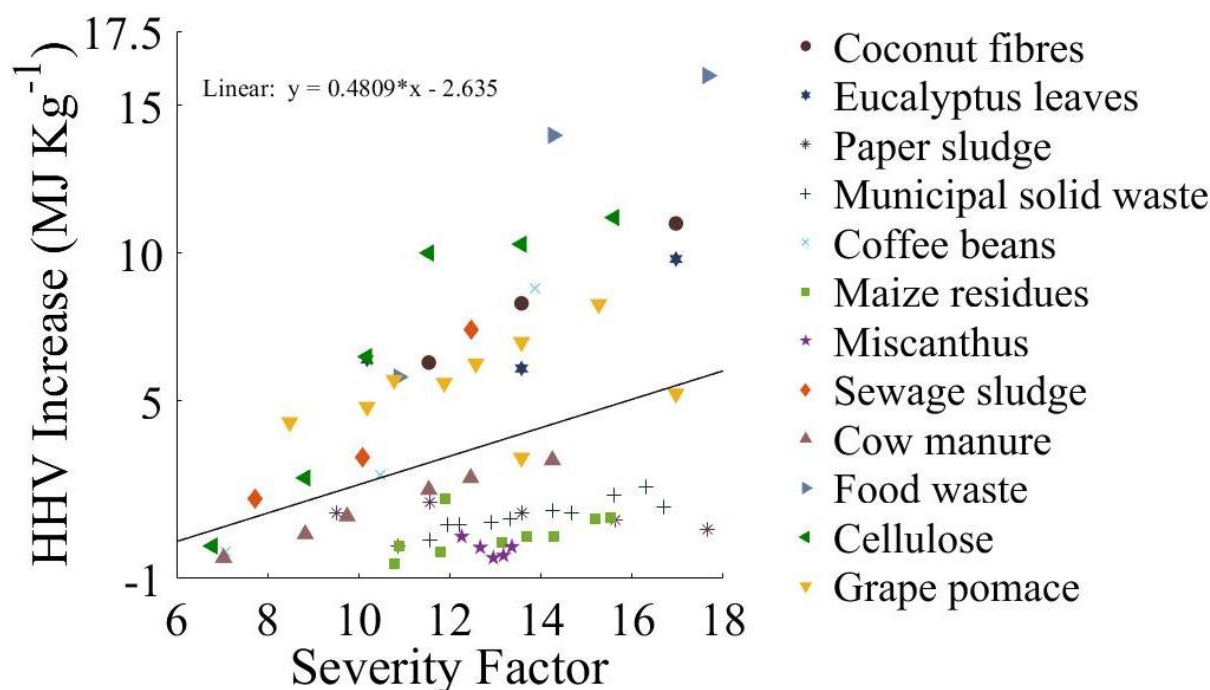 17.5
15
10
5
-1
HHV Increase (MJ Kg⁻¹)
Linear: y = 0.4809*x - 2.635
6 8 10 12 14 16 18
Severity Factor
Coconut fibres
Eucalyptus leaves
Paper sludge
Municipal solid waste
Coffee beans
Maize residues
Miscanthus
Sewage sludge
Cow manure
Food waste
Cellulose
Grape pomace